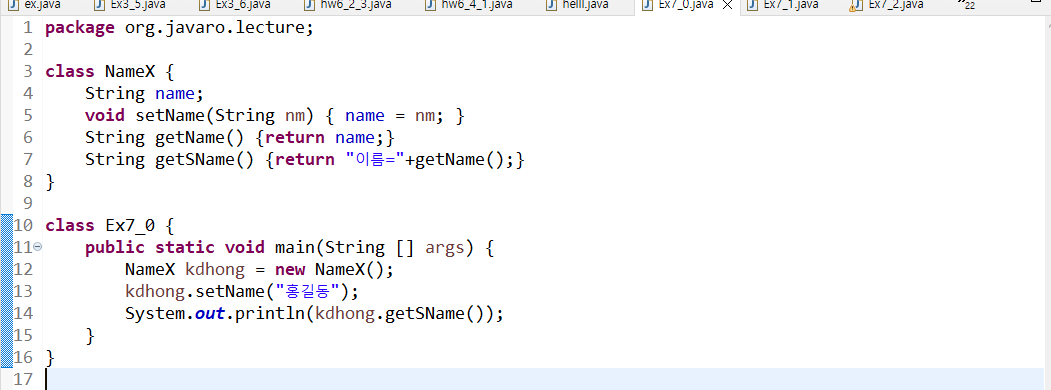 ex.java Ex3_5.java Ex3_6.java hw6_2_3.java hw6_4_1.java helll.java Ex7_0.java Ex7_1.java Ex7_2.java 22
1 package org.javaro.lecture;
2
3 class NameX {
4 String name;
5 void setName(String nm) { name = nm; }
6 String getName() {return name;}
7 String getSName() {return "이름="+getName();}
8 }
9
10 class Ex7_0 {
11 public static void main(String [] args) {
12 NameX kdhong = new NameX();
13 kdhong.setName("홍길동");
14 System.out.println(kdhong.getSName());
15 }
16 }
17